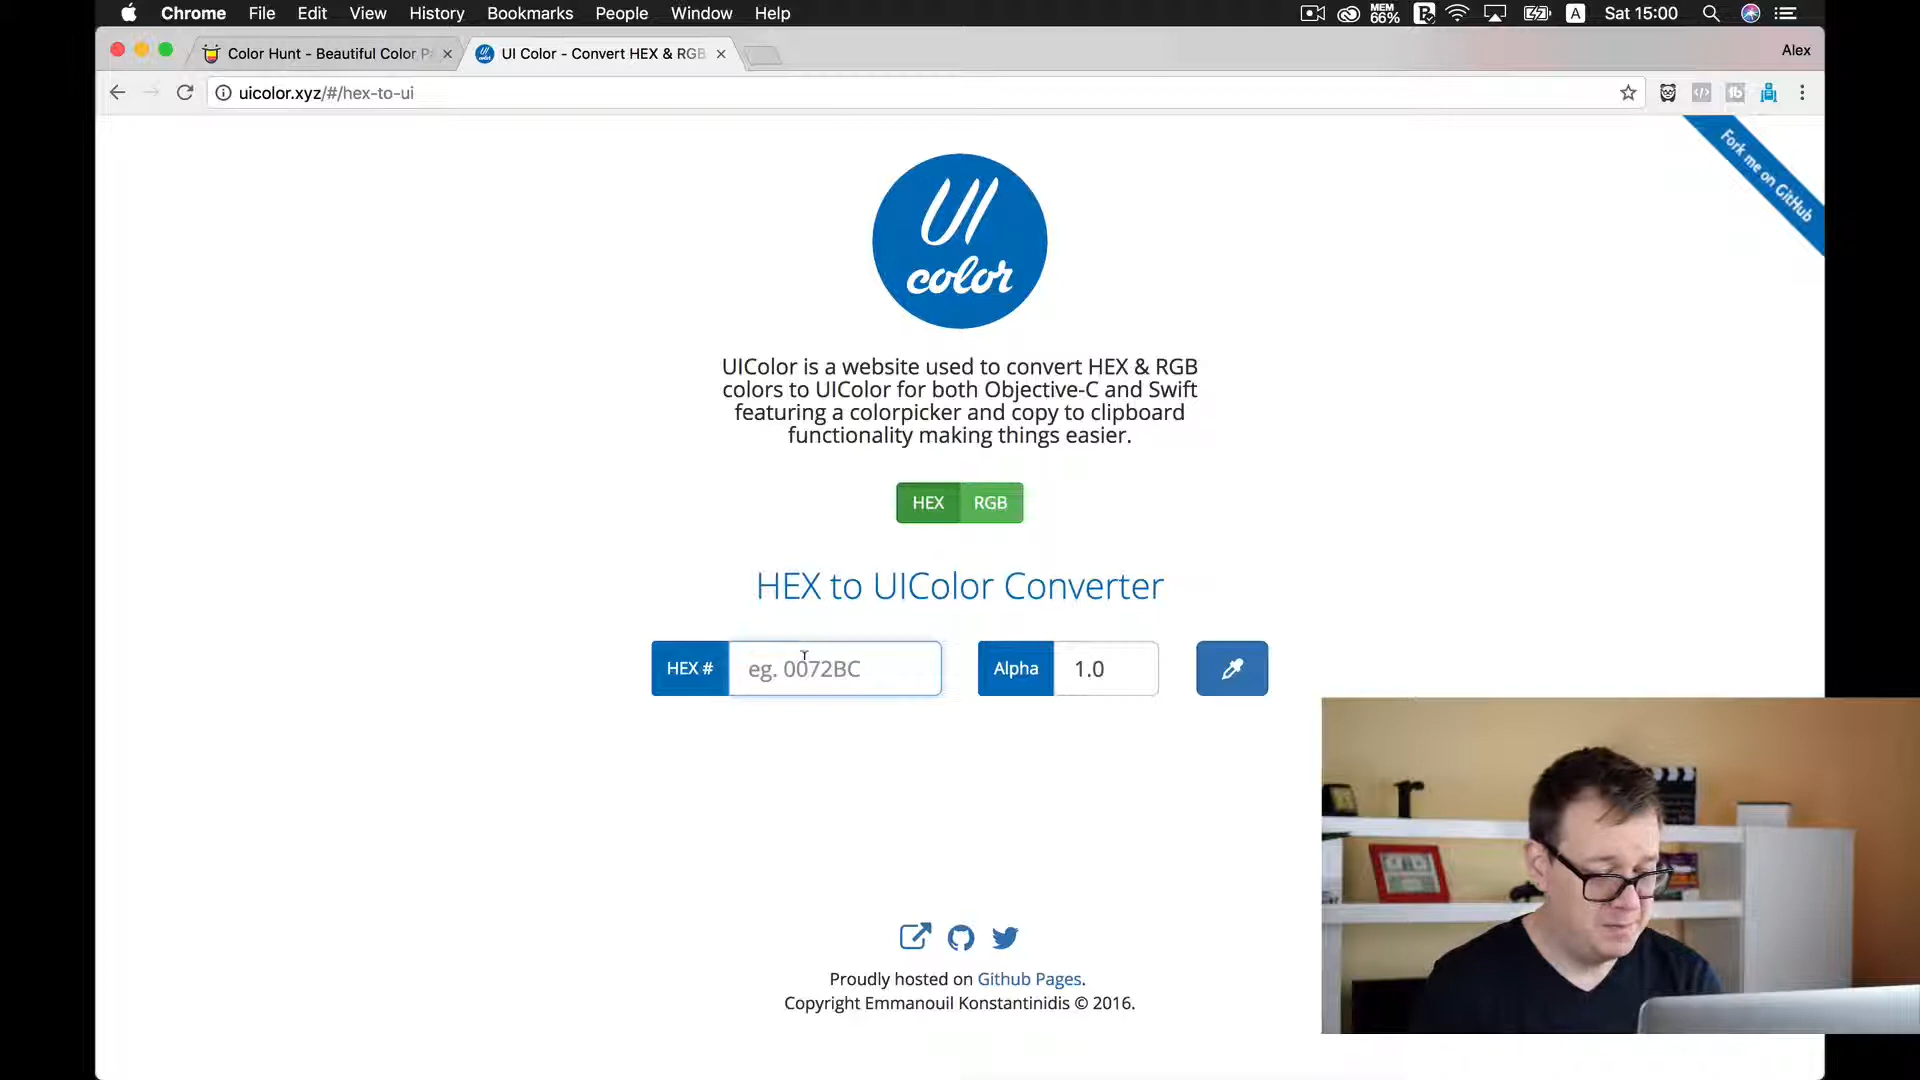 Chrome File Edit View History Bookmarks People Window Help MEM 66% A Sat 15:00
Color Hunt - Beautiful Color P
UI Color - Convert HEX & RGB
Alex
uicolor.xyz/#/hex-to-ui
Fork me on GitHub
UI
color
UIColor is a website used to convert HEX & RGB
colors to UIColor for both Objective-C and Swift
featuring a colorpicker and copy to clipboard
functionality making things easier.
HEX RGB
HEX to UIColor Converter
HEX # eg. 0072BC Alpha 1.0
Proudly hosted on Github Pages.
Copyright Emmanouil Konstantinidis © 2016.